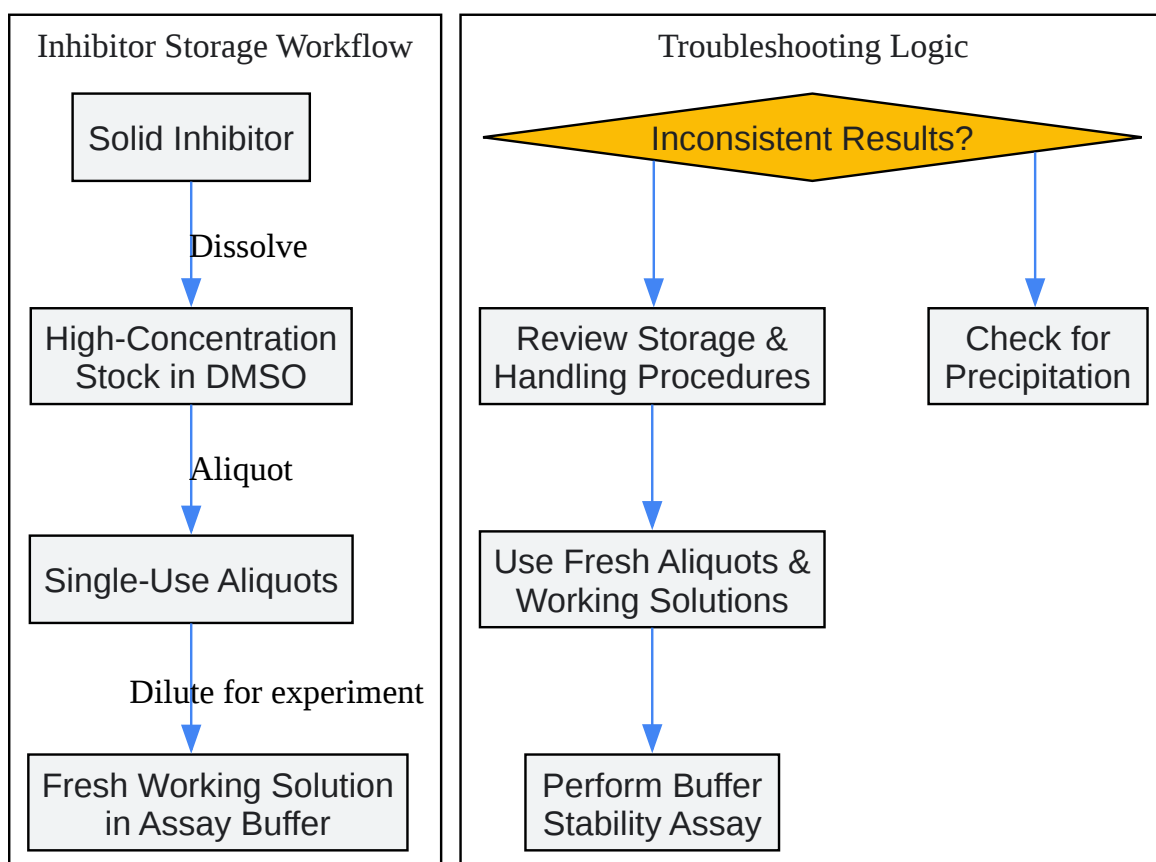 Inhibitor Storage Workflow
Solid Inhibitor
Dissolve
High-Concentration
Stock in DMSO
Aliquot
Single-Use Aliquots
Dilute for experiment
Fresh Working Solution
in Assay Buffer
Troubleshooting Logic
Inconsistent Results?
Review Storage &
Handling Procedures
Check for
Precipitation
Use Fresh Aliquots &
Working Solutions
Perform Buffer
Stability Assay